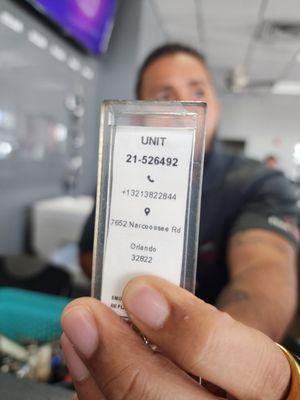 UNIT
21-526492
+13213822844
7652 Narcoossee Rd
Orlando
32822